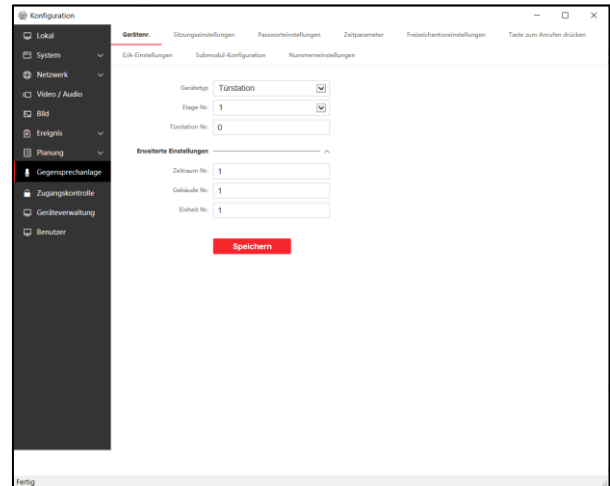 Konfiguration
Lokal
System
Netzwerk
Video / Audio
Bild
Ereignis
Planung
Gegensprechanlage
Zugangskontrolle
Geräteverwaltung
Benutzer
Gerätenr. Sitzungseinstellungen Passworteinstellungen Zeitparameter Freizeichentoneinstellungen Taste zum Anrufen drücken
E/A-Einstellungen Submodul-Konfiguration Nummerneinstellungen
Gerätetyp Türstation
Etage Nr. 1
Türstation Nr. 0
Erweiterte Einstellungen
Zeitraum Nr. 1
Gebäude Nr. 1
Einheit Nr. 1
Speichern
Fertig